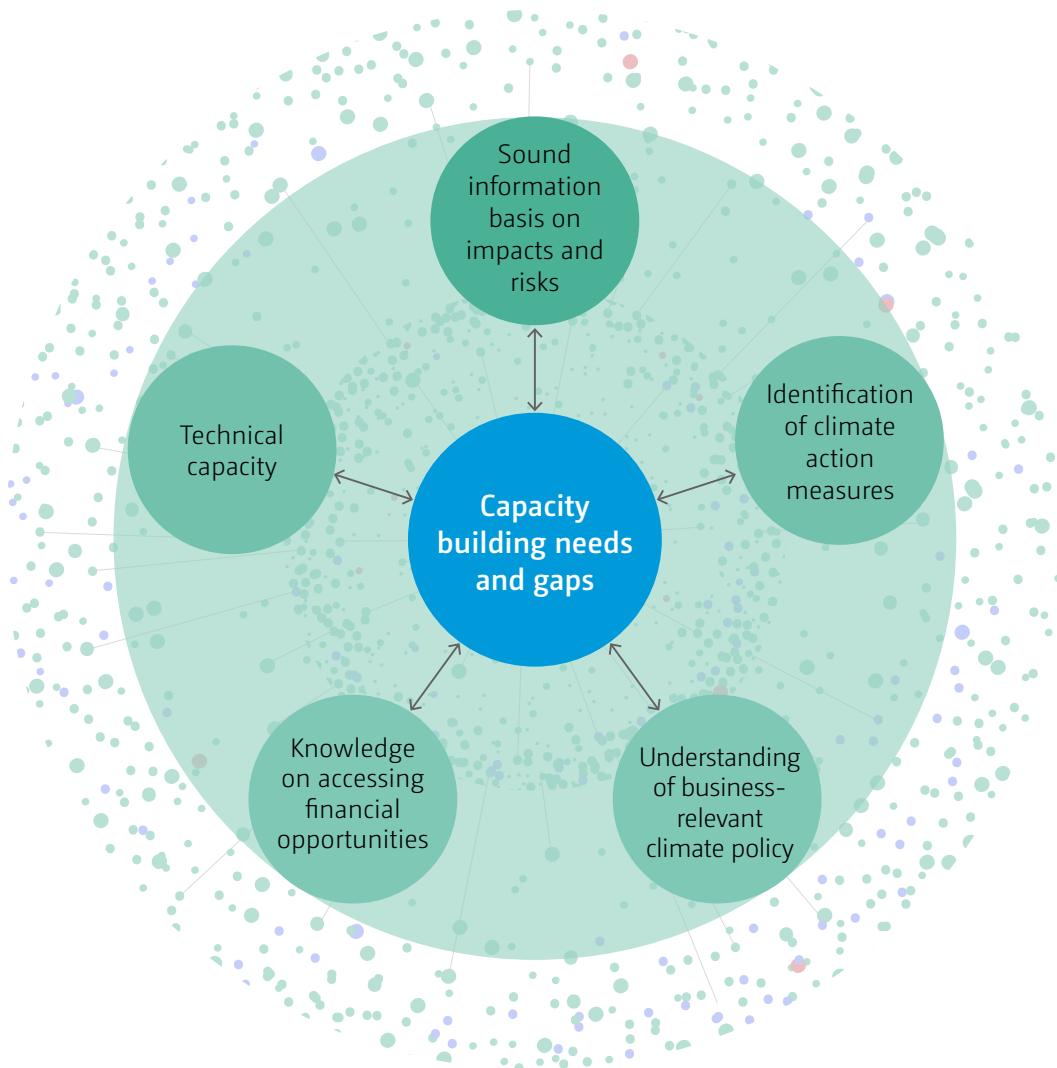 Sound
information
basis on
impacts and
risks
Identification
of climate
action
measures
Technical
capacity
Capacity
building needs
and gaps
Knowledge
on accessing
financial
opportunities
Understanding
of business-
relevant
climate policy